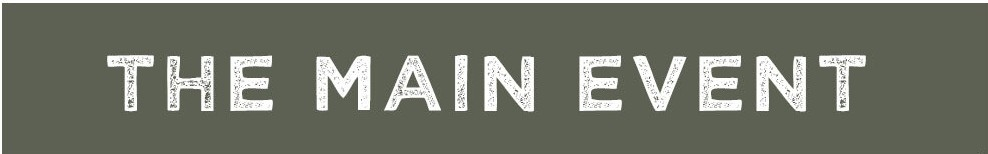 THE MAIN EVENT